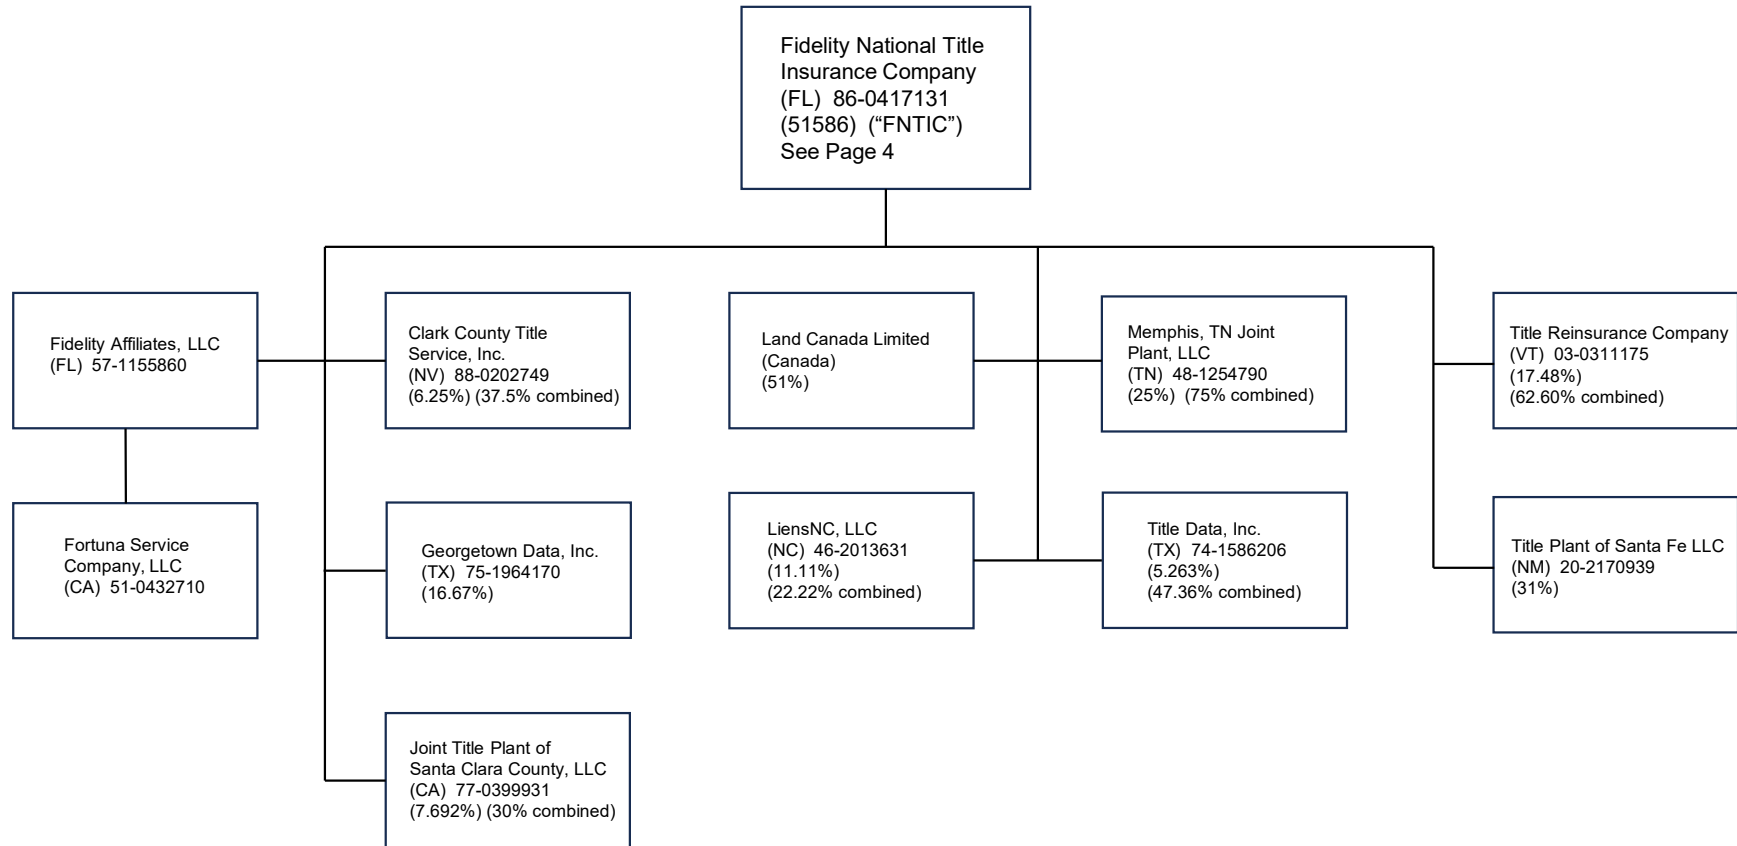 Fidelity National Title
Insurance Company
(FL) 86-0417131
(51586) (“FNTIC”)
See Page 4
Fidelity Affiliates, LLC
(FL) 57-1155860
Clark County Title
Service, Inc.
(NV) 88-0202749
(6.25%) (37.5% combined)
Land Canada Limited
(Canada)
(51%)
Memphis, TN Joint
Plant, LLC
(TN) 48-1254790
(25%) (75% combined)
Title Reinsurance Company
(VT) 03-0311175
(17.48%)
(62.60% combined)
Fortuna Service
Company, LLC
(CA) 51-0432710
Georgetown Data, Inc.
(TX) 75-1964170
(16.67%)
LiensNC, LLC
(NC) 46-2013631
(11.11%)
(22.22% combined)
Title Data, Inc.
(TX) 74-1586206
(5.263%)
(47.36% combined)
Title Plant of Santa Fe LLC
(NM) 20-2170939
(31%)
Joint Title Plant of
Santa Clara County, LLC
(CA) 77-0399931
(7.692%) (30% combined)